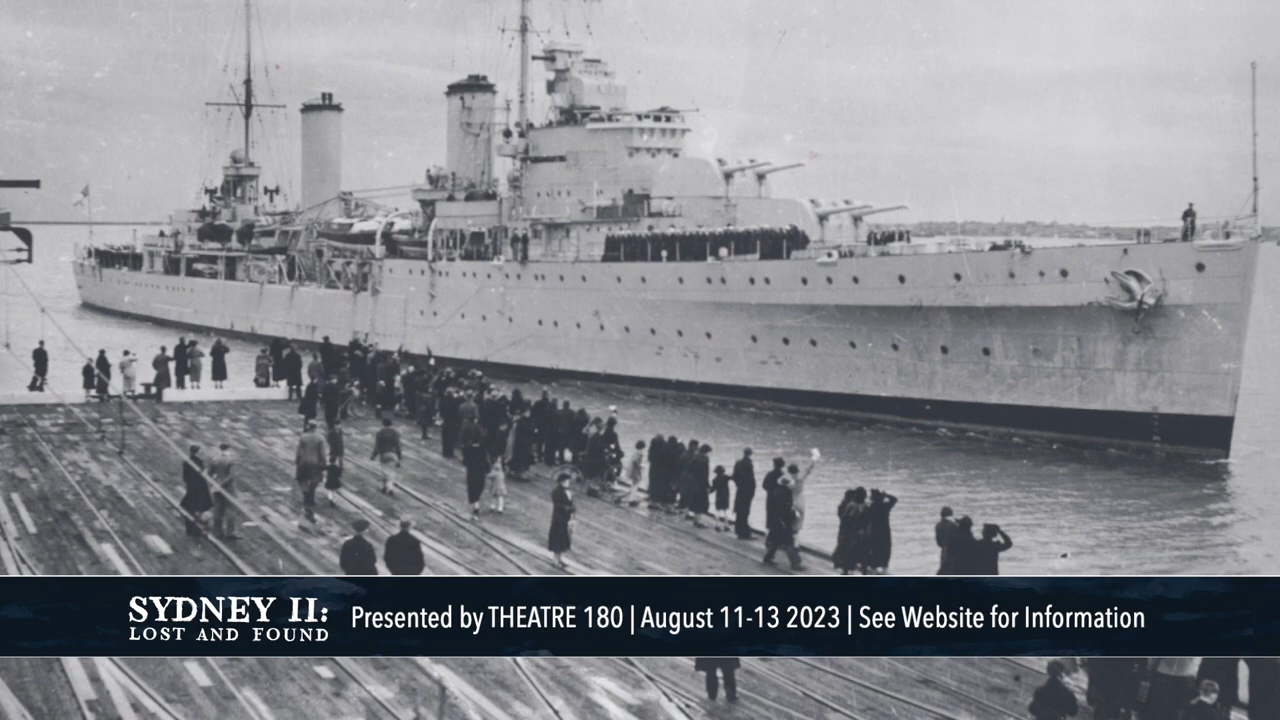 SYDNEY II:
LOST AND FOUND
Presented by THEATRE 180 | August 11-13 2023 | See Website for Information